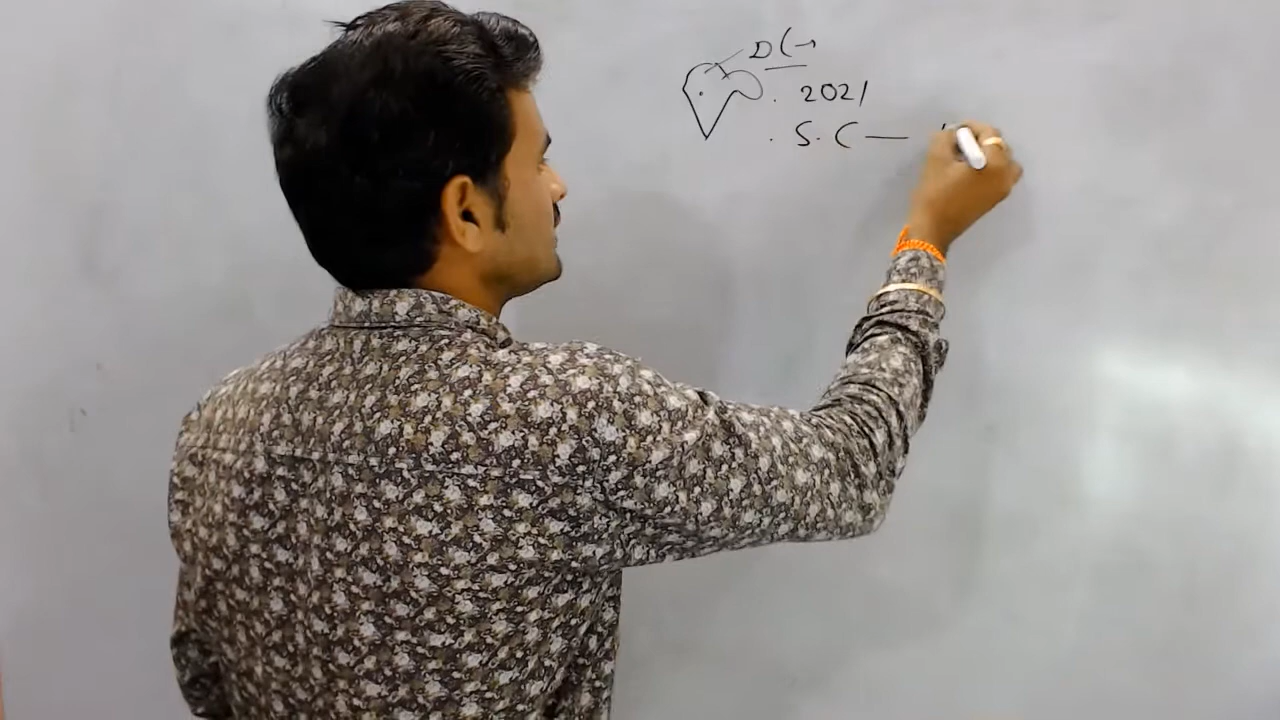 D(→
. 2021
. S.C — '